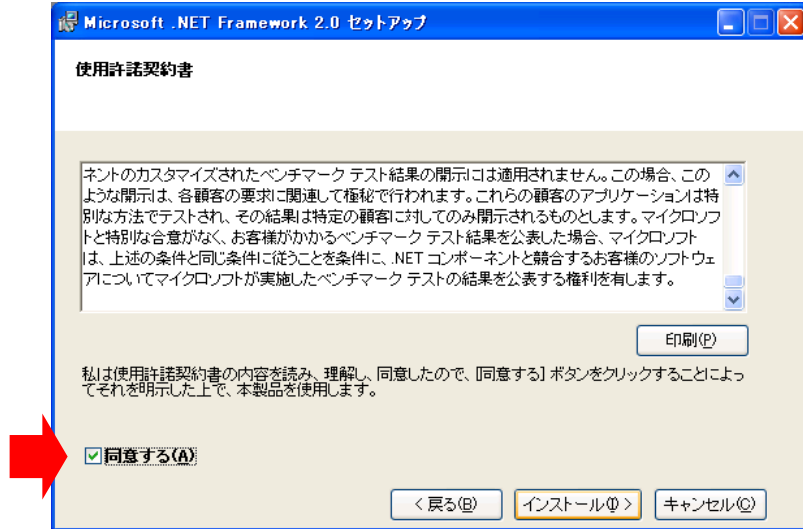 Microsoft .NET Framework 2.0 セットアップ
使用許諾契約書
ネントのカスタマイズされたベンチマーク テスト結果の開示には適用されません。この場合、この
ような開示は、各顧客の要求に関連して極秘で行われます。これらの顧客のアプリケーションは特
別な方法でテストされ、その結果は特定の顧客に対してのみ開示されるものとします。マイクロソフ
トと特別な合意がなく、お客様がかかるベンチマーク テスト結果を公表した場合、マイクロソフト
は、上述の条件と同じ条件に従うことを条件に、.NET コンポーネントと競合するお客様のソフトウェ
アについてマイクロソフトが実施したベンチマーク テストの結果を公表する権利を有します。
印刷(P)
私は使用許諾契約書の内容を読み、理解し、同意したので、[同意する] ボタンをクリックすることによっ
てそれを明示した上で、本製品を使用します。
同意する(A)
< 戻る(B) インストール(I) > キャンセル(C)